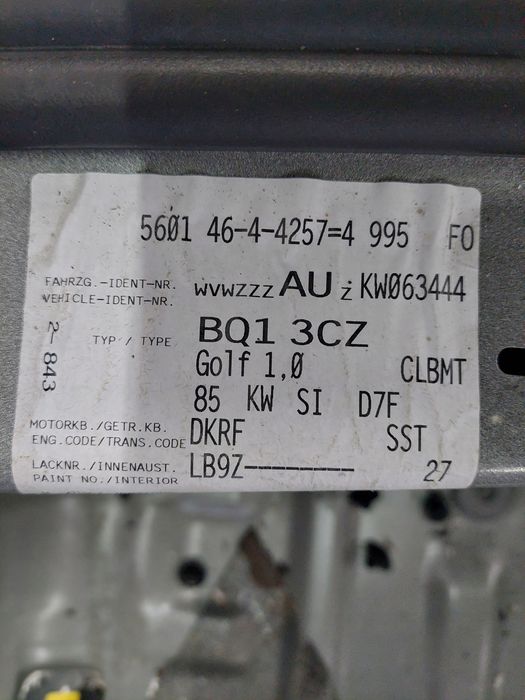 5601 46-4-4257=4 995 FO
FAHRZG.-IDENT-NR.
VEHICLE-IDENT-NR.
WVWZZZ AU Z KW063444
2- 843
TYP / TYPE BQ1 3CZ
Golf 1,0 CLBMT
85 KW SI D7F
MOTORKB./GETR.KB.
ENG.CODE/TRANS.CODE
DKRF SST
LACKNR./INNENAUST.
PAINT NO./INTERIOR
LB9Z--------- 27